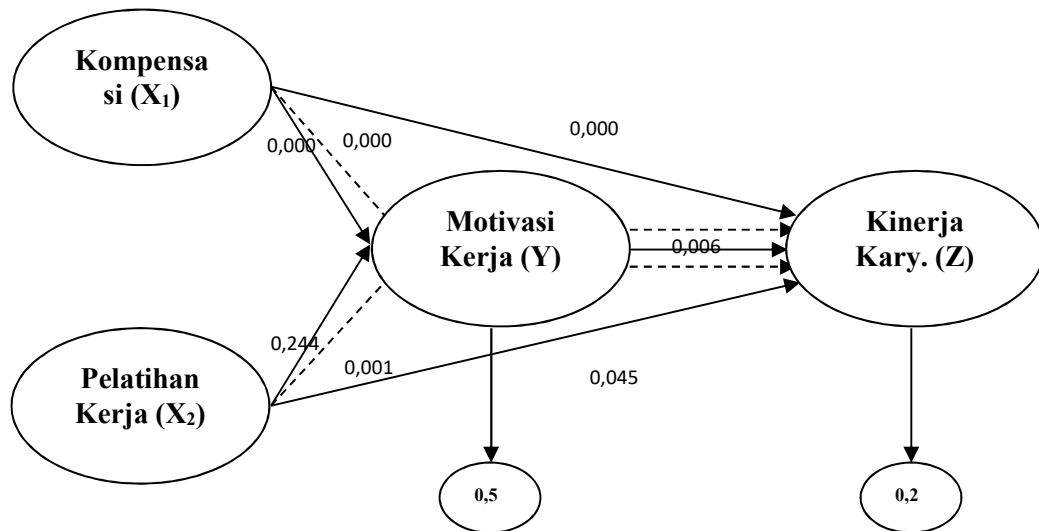 Kompensa
si (X₁)
0,000
0,000
0,000
Motivasi
Kerja (Y)
0,006
Kinerja
Kary. (Z)
0,244
0,001
0,045
Pelatihan
Kerja (X₂)
0,5
0,2